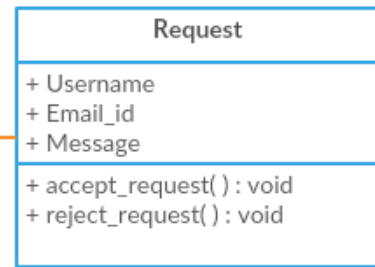 Request
+ Username
+ Email_id
+ Message
+ accept_request( ) : void
+ reject_request( ) : void